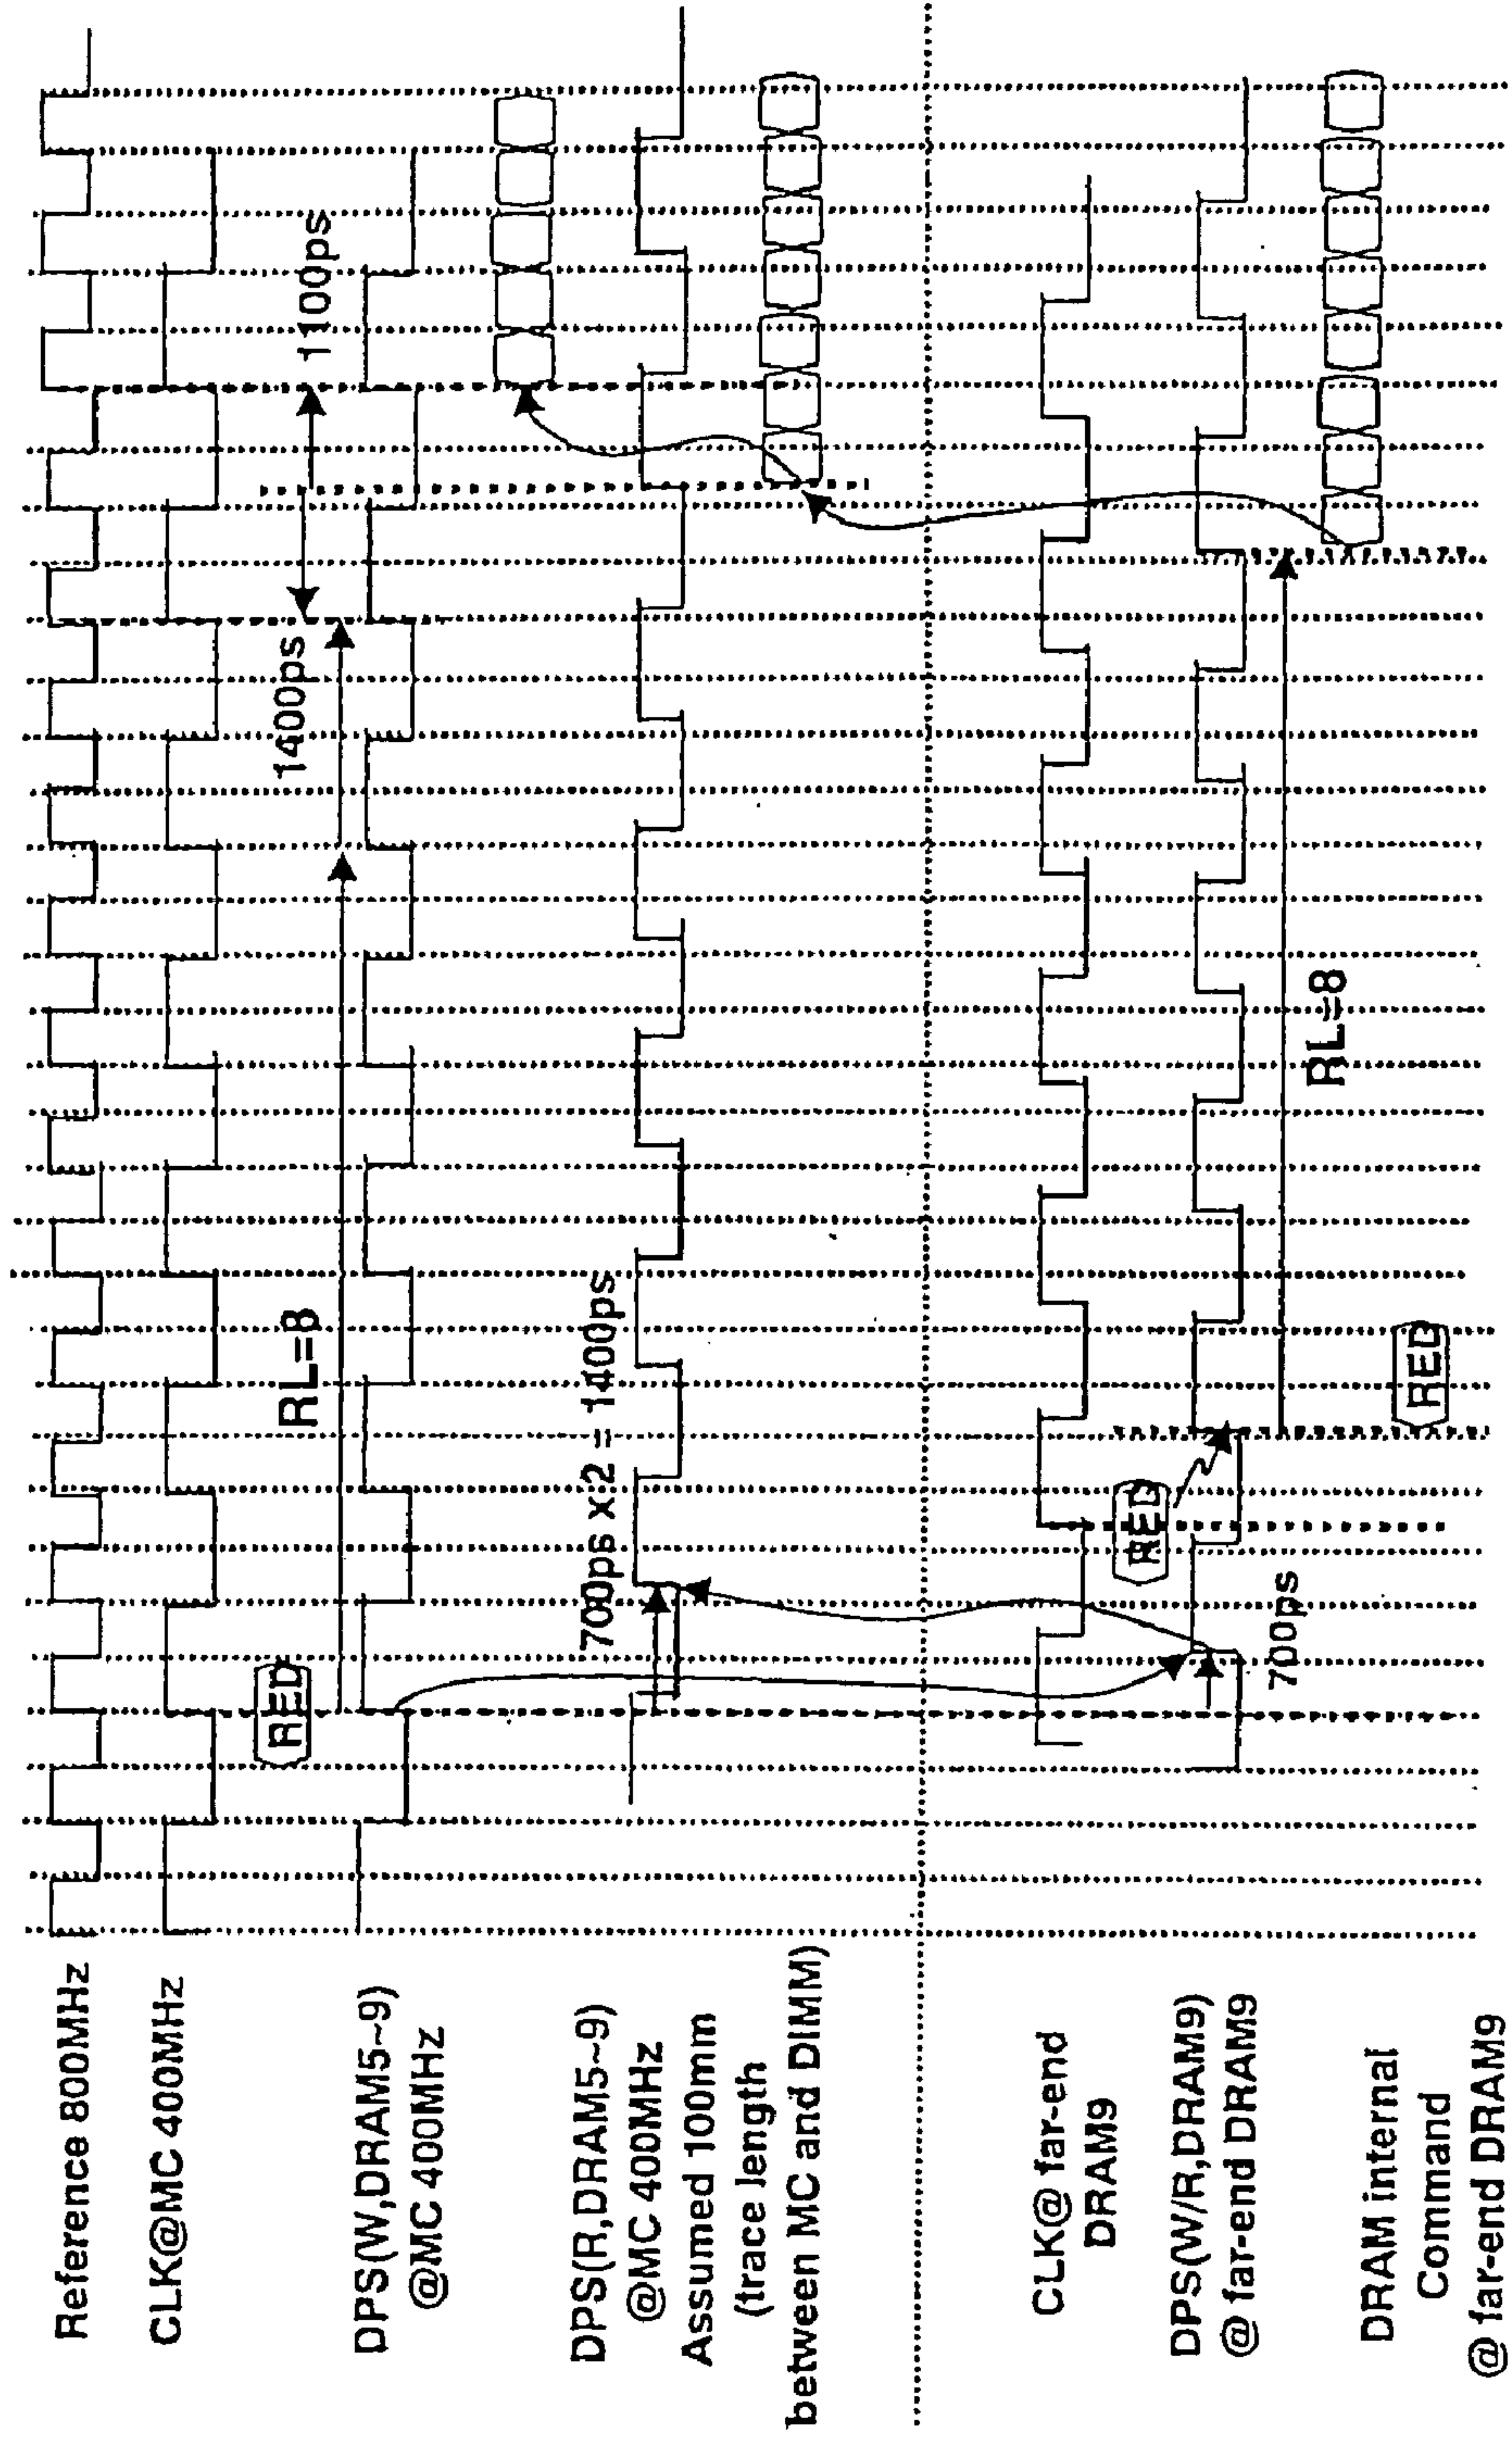 Reference 800MHz
CLK@MC 400MHz
RED
RL=8
1400ps
1100ps
DPS(W,DRAM5~9)
@MC 400MHz
DPS(R,DRAM5~9)
@MC 400MHz
Assumed 100mm
(trace length
between MC and DIMM)
700ps x 2 = 1400ps
CLK@ far-end
DRAM9
RED
DPS(W/R,DRAM9)
@ far-end DRAM9
700ps
RL=8
DRAM internal
Command
@ far-end DRAM9
RED